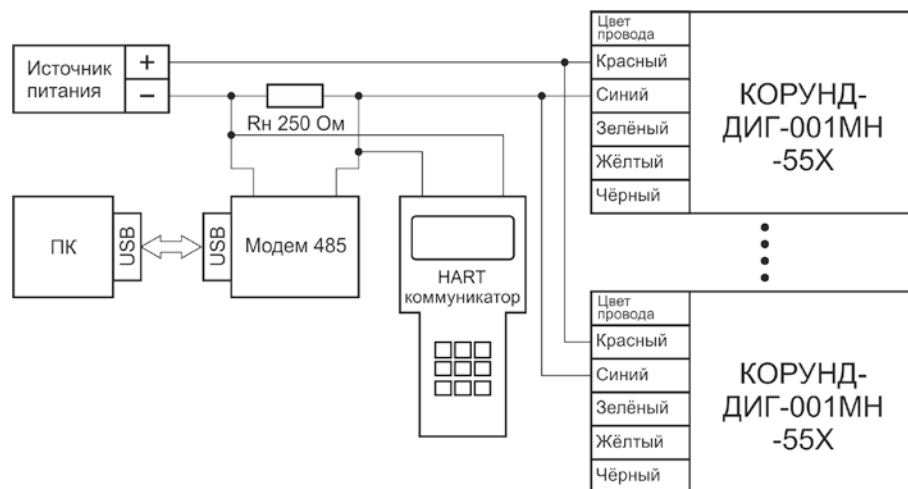 Источник
питания
+
−
Rн 250 Ом
ПК
USB
USB
Модем 485
HART
коммуникатор
Цвет
провода
Красный
Синий
Зелёный
Жёлтый
Чёрный
КОРУНД-
ДИГ-001МН
-55Х
Цвет
провода
Красный
Синий
Зелёный
Жёлтый
Чёрный
КОРУНД-
ДИГ-001МН
-55Х